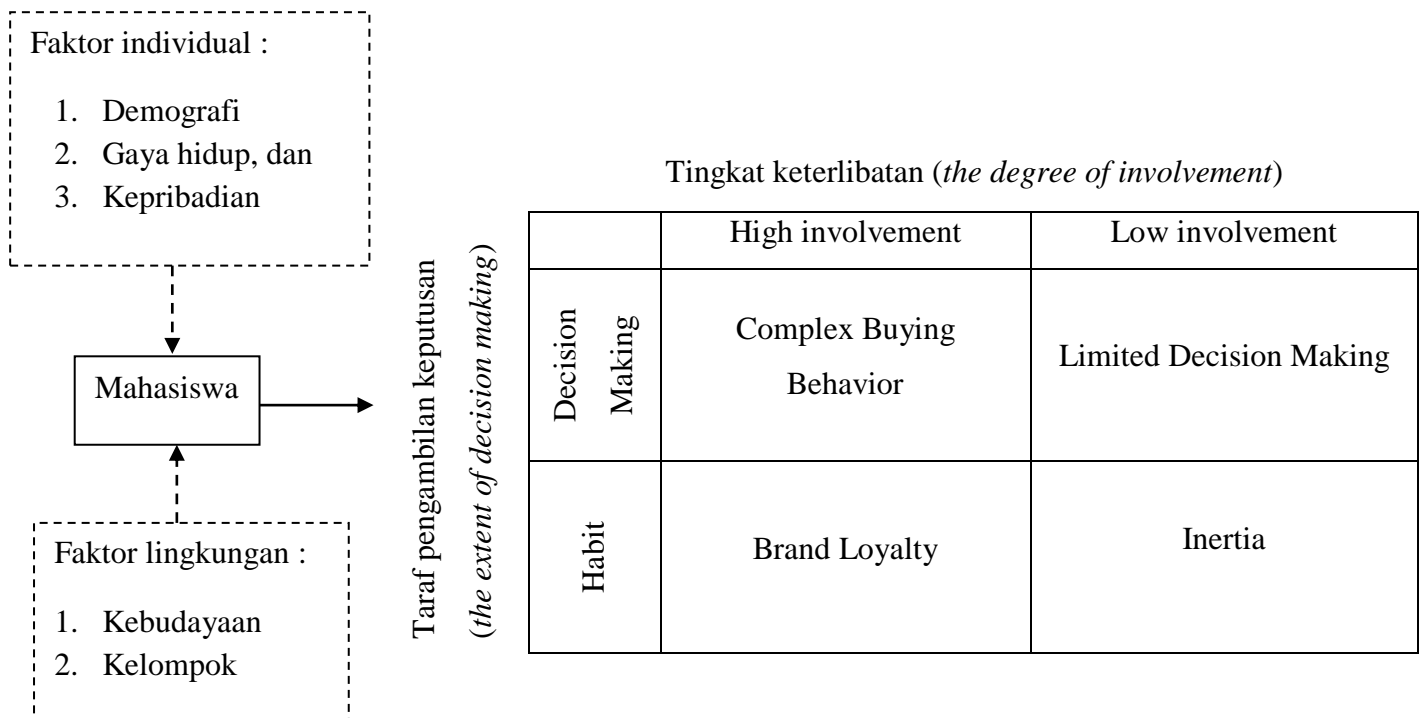 Faktor individual :
1. Demografi
2. Gaya hidup, dan
3. Kepribadian
Mahasiswa
Faktor lingkungan :
1. Kebudayaan
2. Kelompok
Taraf pengambilan keputusan
(the extent of decision making)
Tingkat keterlibatan (the degree of involvement)
High involvement
Low involvement
Decision
Making
Complex Buying
Behavior
Limited Decision Making
Habit
Brand Loyalty
Inertia